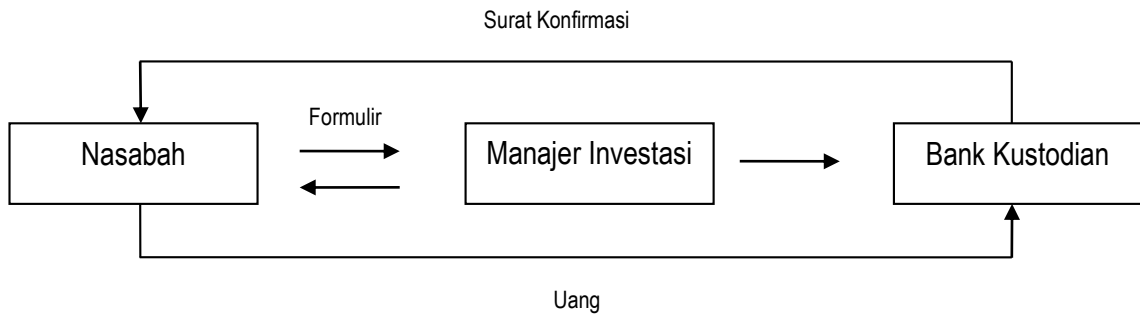 Surat Konfirmasi
Formulir
Nasabah
Manajer Investasi
Bank Kustodian
Uang